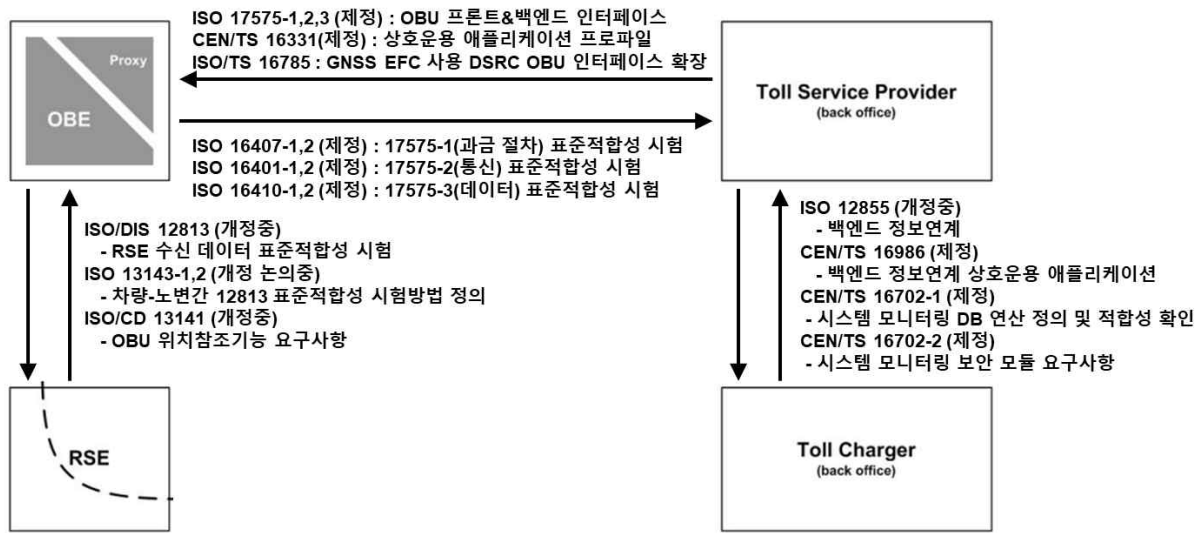 ISO 17575-1,2,3 (제정) : OBU 프론트&백엔드 인터페이스
CEN/TS 16331(제정) : 상호운용 애플리케이션 프로파일
ISO/TS 16785 : GNSS EFC 사용 DSRC OBU 인터페이스 확장
Proxy
OBE
Toll Service Provider
(back office)
ISO 16407-1,2 (제정) : 17575-1(과금 절차) 표준적합성 시험
ISO 16401-1,2 (제정) : 17575-2(통신) 표준적합성 시험
ISO 16410-1,2 (제정) : 17575-3(데이터) 표준적합성 시험
ISO/DIS 12813 (개정중)
- RSE 수신 데이터 표준적합성 시험
ISO 13143-1,2 (개정 논의중)
- 차량-노변간 12813 표준적합성 시험방법 정의
ISO/CD 13141 (개정중)
- OBU 위치참조기능 요구사항
ISO 12855 (개정중)
- 백엔드 정보연계
CEN/TS 16986 (제정)
- 백엔드 정보연계 상호운용 애플리케이션
CEN/TS 16702-1 (제정)
- 시스템 모니터링 DB 연산 정의 및 적합성 확인
CEN/TS 16702-2 (제정)
- 시스템 모니터링 보안 모듈 요구사항
RSE
Toll Charger
(back office)